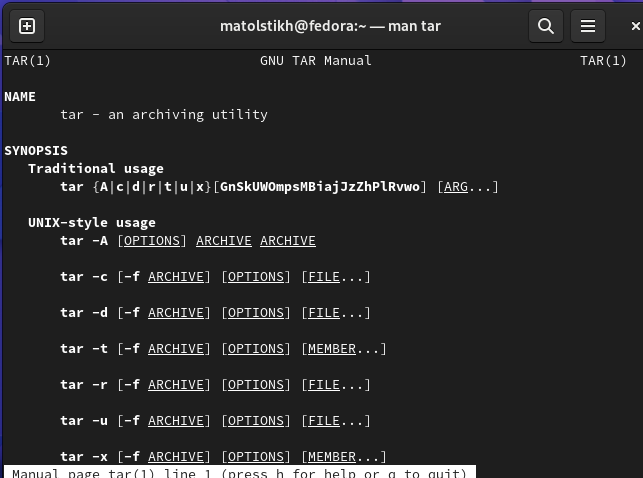 matolstikh@fedora:~ — man tar
TAR(1) GNU TAR Manual TAR(1)
NAME
tar - an archiving utility
SYNOPSIS
Traditional usage
tar {A|c|d|r|t|u|x}[GnSkUWOmpsMBiajJzZhPlRvwo] [ARG...]
UNIX-style usage
tar -A [OPTIONS] ARCHIVE ARCHIVE
tar -c [-f ARCHIVE] [OPTIONS] [FILE...]
tar -d [-f ARCHIVE] [OPTIONS] [FILE...]
tar -t [-f ARCHIVE] [OPTIONS] [MEMBER...]
tar -r [-f ARCHIVE] [OPTIONS] [FILE...]
tar -u [-f ARCHIVE] [OPTIONS] [FILE...]
tar -x [-f ARCHIVE] [OPTIONS] [MEMBER...]
Manual page tar(1) line 1 (press h for help or q to quit)